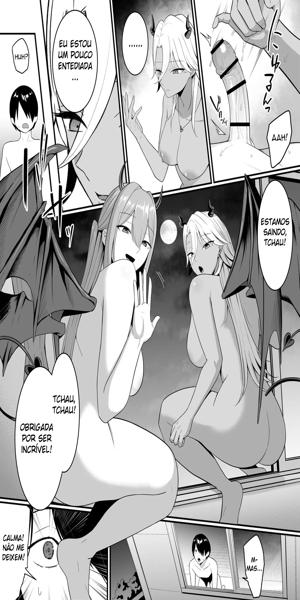 AAH!
......
EU ESTOU
UM POUCO
ENTEDIADA
...
HUH?
ESTAMOS
SAINDO,
TCHAU!
TCHAU,
TCHAU!
OBRIGADA
POR SER
INCRÍVEL!
M-
MAS...
CALMA!
NÃO ME
DEIXEM!